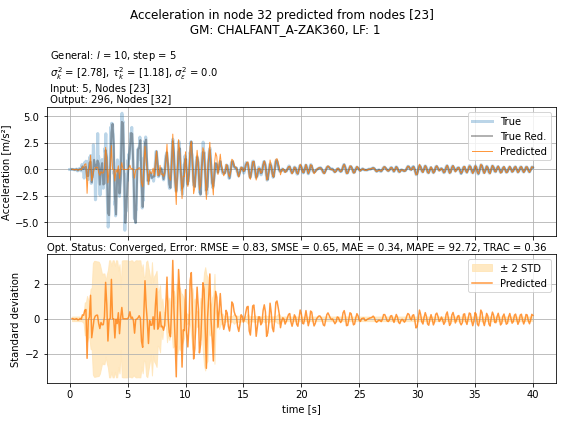 Acceleration in node 32 predicted from nodes [23]
GM: CHALFANT_A-ZAK360, LF: 1
General: l = 10, step = 5
σ²ₖ = [2.78], τ²ₖ = [1.18], σ²ε = 0.0
Input: 5, Nodes [23]
Output: 296, Nodes [32]
Acceleration [m/s²]
5.0
2.5
0.0
−2.5
−5.0
True
True Red.
Predicted
Opt. Status: Converged, Error: RMSE = 0.83, SMSE = 0.65, MAE = 0.34, MAPE = 92.72, TRAC = 0.36
Standard deviation
2
0
−2
± 2 STD
Predicted
0 5 10 15 20 25 30 35 40
time [s]